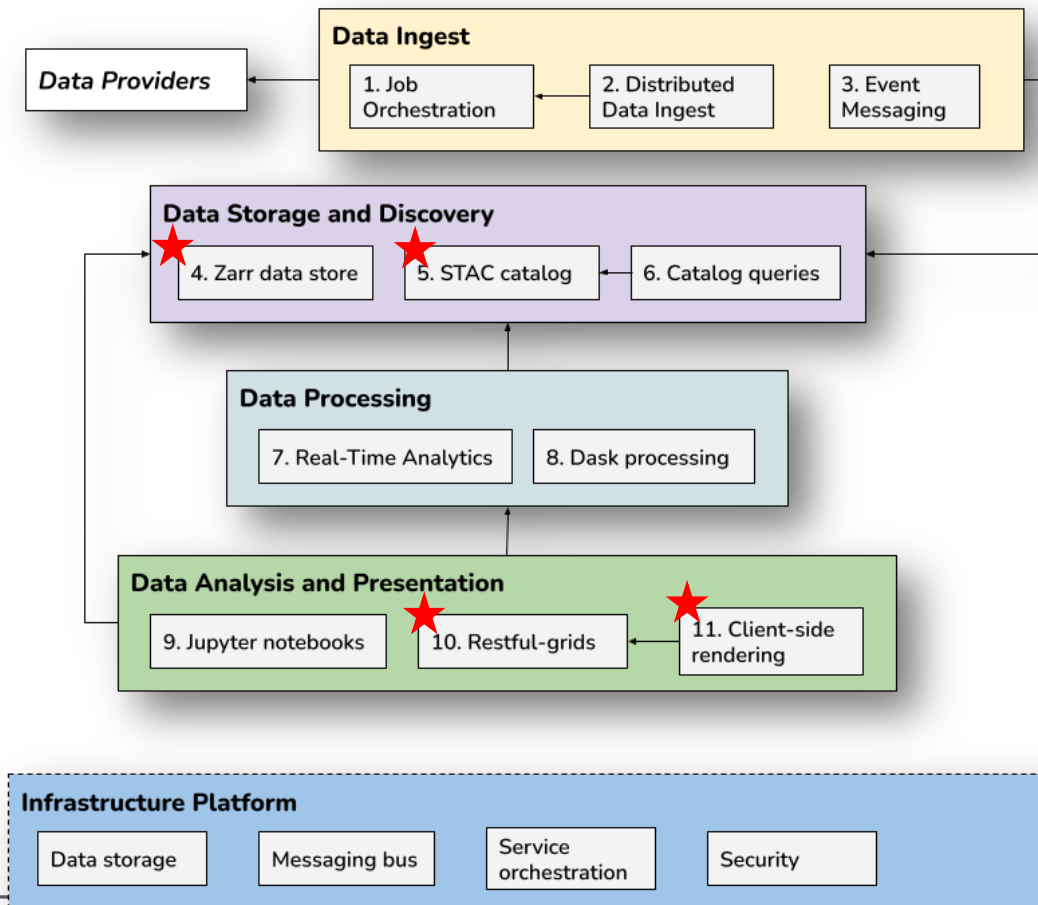 Data Ingest
Data Providers
1. Job
Orchestration
2. Distributed
Data Ingest
3. Event
Messaging
Data Storage and Discovery
4. Zarr data store
5. STAC catalog
6. Catalog queries
Data Processing
7. Real-Time Analytics
8. Dask processing
Data Analysis and Presentation
9. Jupyter notebooks
10. Restful-grids
11. Client-side
rendering
Infrastructure Platform
Data storage
Messaging bus
Service
orchestration
Security